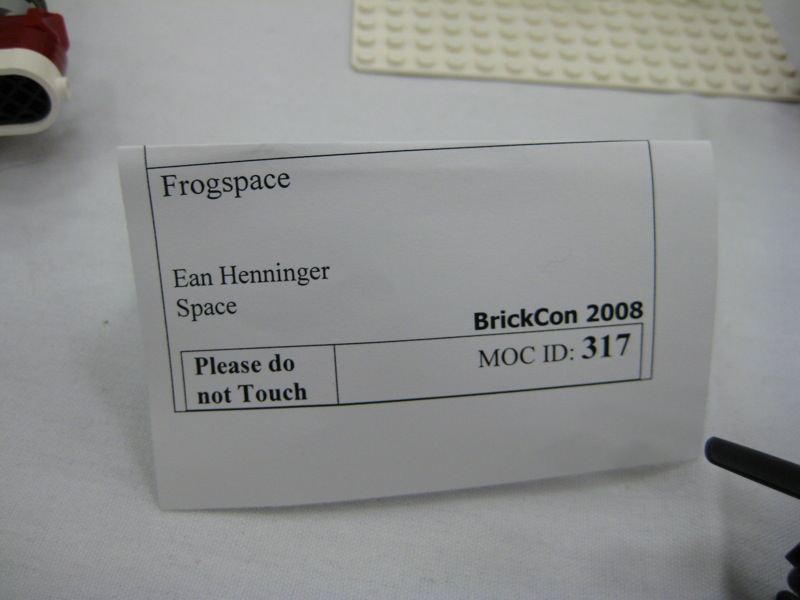 Frogspace
Ean Henninger
Space
BrickCon 2008
Please do
not Touch
MOC ID: 317